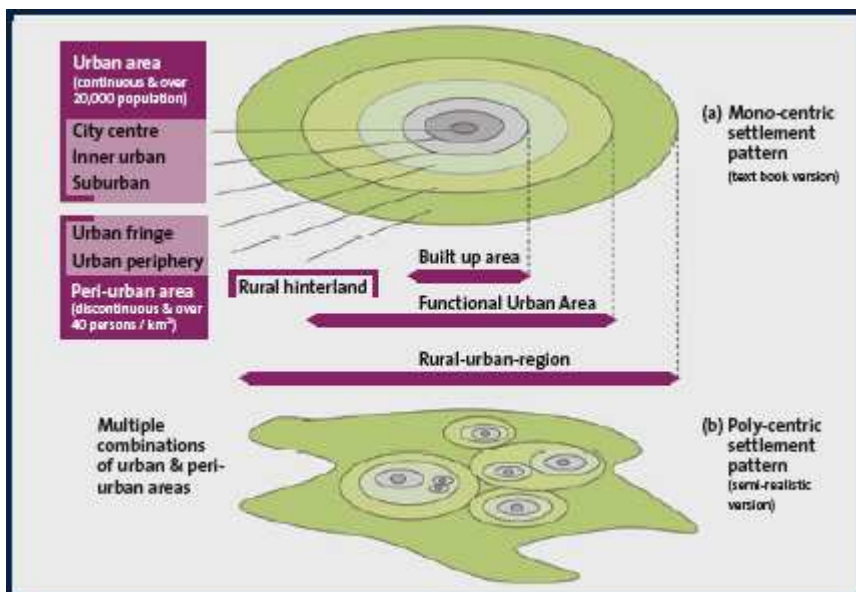 Urban area
(continuous & over
20,000 population)
City centre
Inner urban
Suburban
Urban fringe
Urban periphery
Peri-urban area
(discontinuous & over
40 persons / km²)
Rural hinterland
Built up area
Functional Urban Area
Rural-urban-region
(a) Mono-centric
settlement
pattern
(text book version)
Multiple
combinations
of urban & peri-
urban areas
(b) Poly-centric
settlement
pattern
(semi-realistic
version)